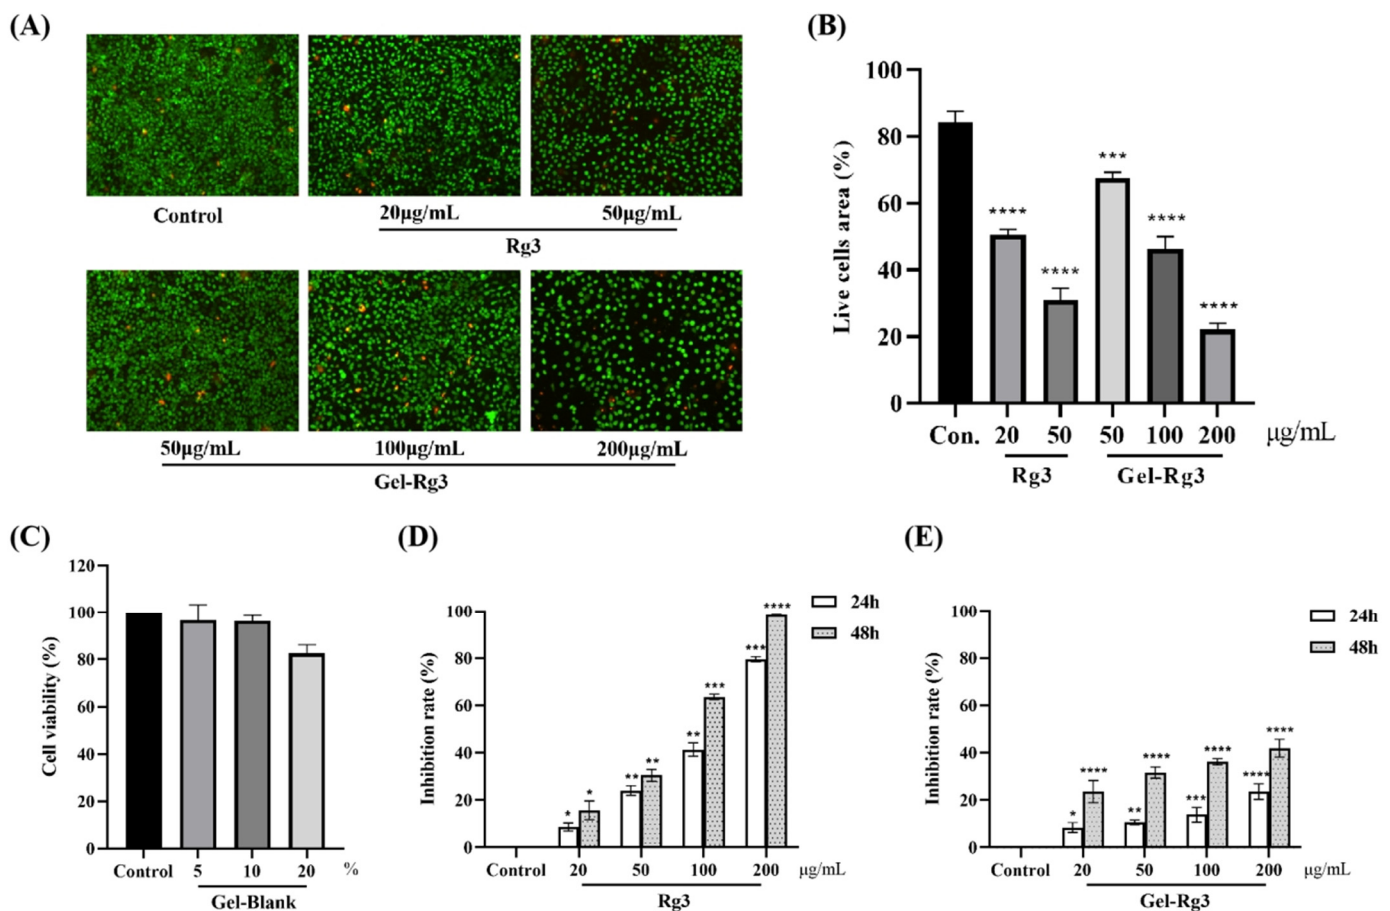 (A)
Control
20μg/mL
50μg/mL
Rg3
50μg/mL
100μg/mL
200μg/mL
Gel-Rg3
(B)
Live cells area (%)
100
80
60
40
20
0
****
****
***
****
****
Con.
20
50
50
100
200
μg/mL
Rg3
Gel-Rg3
(C)
Cell viability (%)
120
100
80
60
40
20
0
Control
5
10
20
%
Gel-Blank
(D)
Inhibition rate (%)
100
80
60
40
20
0
*
*
**
**
**
***
***
****
24h
48h
Control
20
50
100
200
μg/mL
Rg3
(E)
Inhibition rate (%)
100
80
60
40
20
0
*
****
**
****
***
****
****
****
24h
48h
Control
20
50
100
200
μg/mL
Gel-Rg3